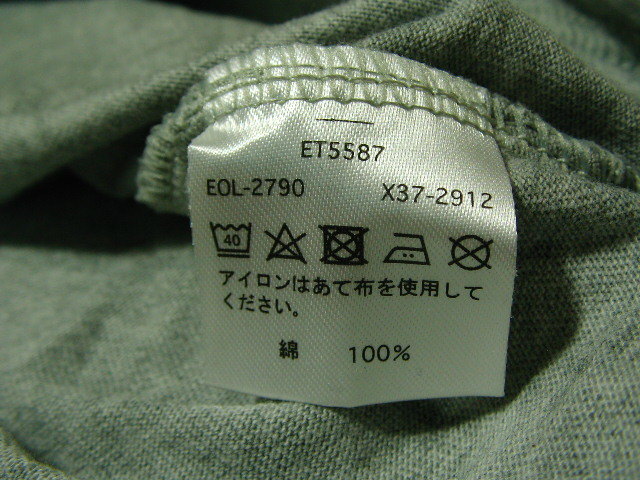 ET5587
EOL-2790 X37-2912
40
アイロンはあて布を使用して
ください。
綿 100%